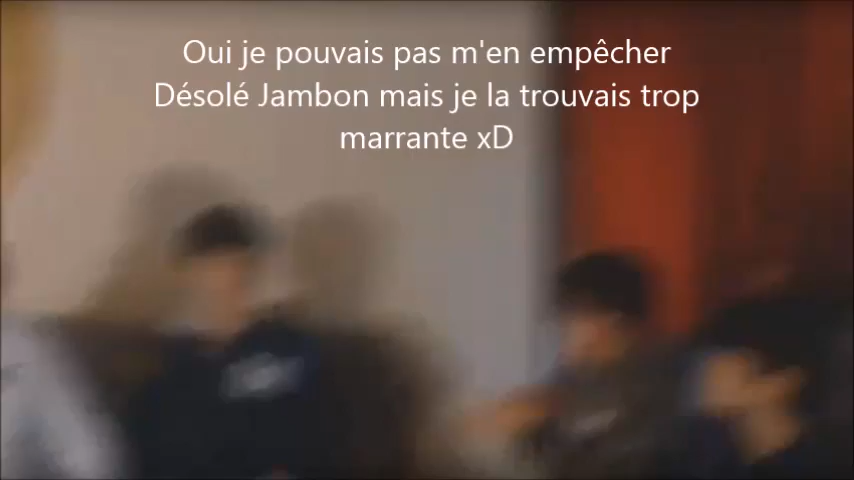 Oui je pouvais pas m'en empêcher
Désolé Jambon mais je la trouvais trop
marrante xD